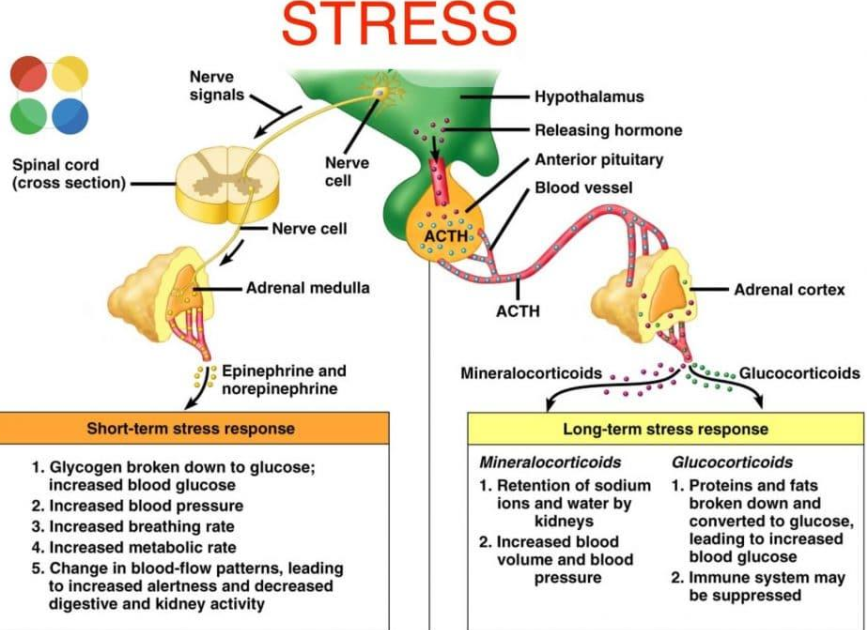 STRESS
Nerve
signals
Hypothalamus
Releasing hormone
Anterior pituitary
Blood vessel
Spinal cord
(cross section)
Nerve
cell
Nerve cell
ACTH
Adrenal medulla
ACTH
Adrenal cortex
Epinephrine and
norepinephrine
Mineralocorticoids
Glucocorticoids
Short-term stress response
1. Glycogen broken down to glucose;
increased blood glucose
2. Increased blood pressure
3. Increased breathing rate
4. Increased metabolic rate
5. Change in blood-flow patterns, leading
to increased alertness and decreased
digestive and kidney activity
Long-term stress response
Mineralocorticoids
1. Retention of sodium
ions and water by
kidneys
2. Increased blood
volume and blood
pressure
Glucocorticoids
1. Proteins and fats
broken down and
converted to glucose,
leading to increased
blood glucose
2. Immune system may
be suppressed